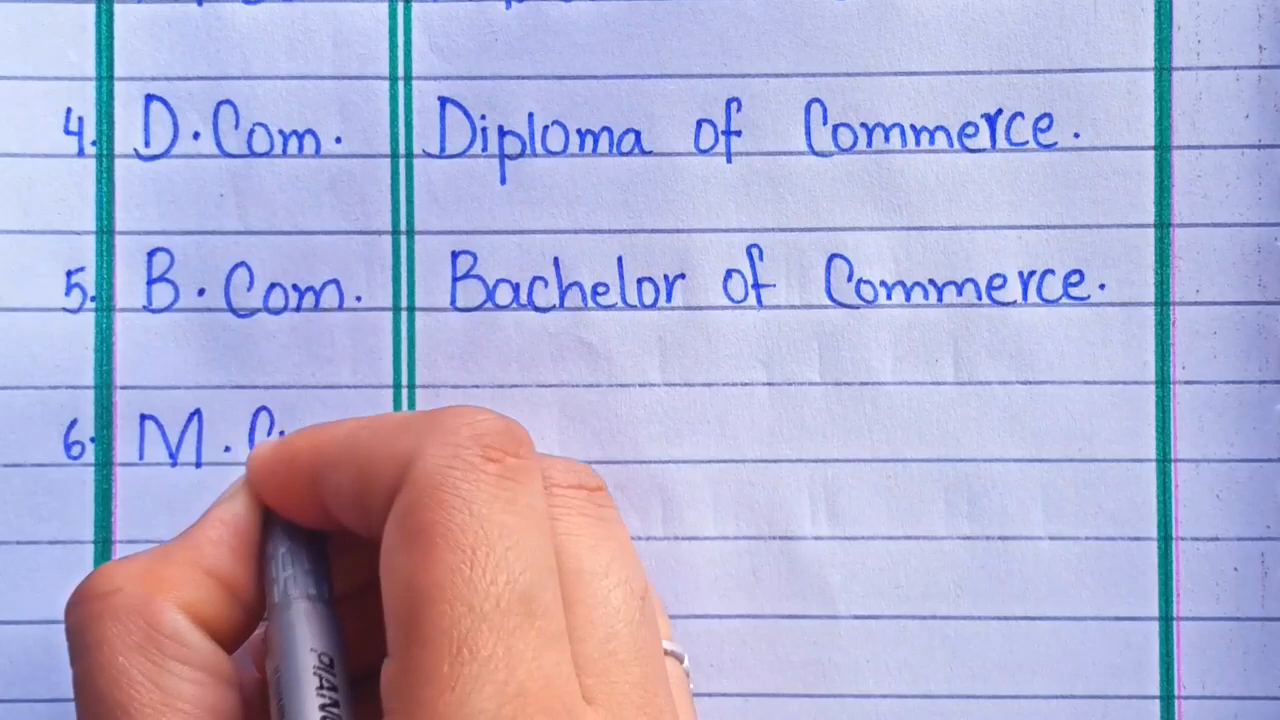 4. D.Com. Diploma of Commerce.
5. B.Com. Bachelor of Commerce.
6. M.C